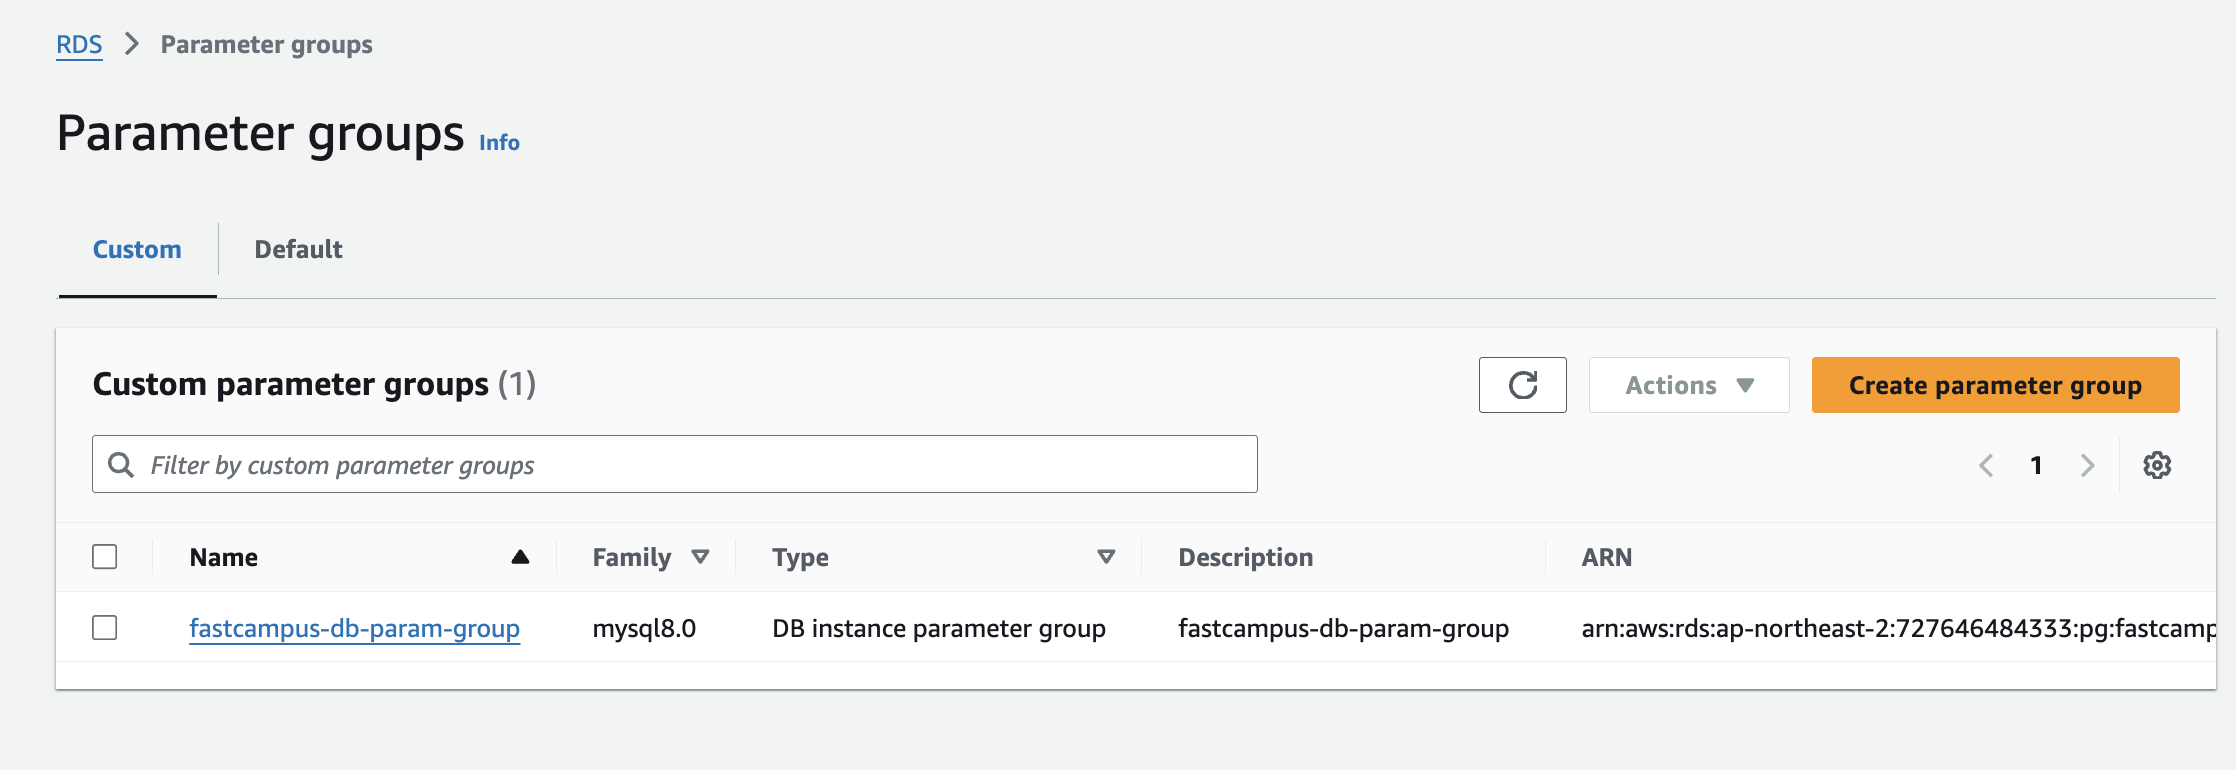 RDS > Parameter groups
Parameter groups Info
Custom Default
Custom parameter groups (1) Actions Create parameter group
Filter by custom parameter groups 1
Name Family Type Description ARN
fastcampus-db-param-group mysql8.0 DB instance parameter group fastcampus-db-param-group arn:aws:rds:ap-northeast-2:727646484333:pg:fastcamp